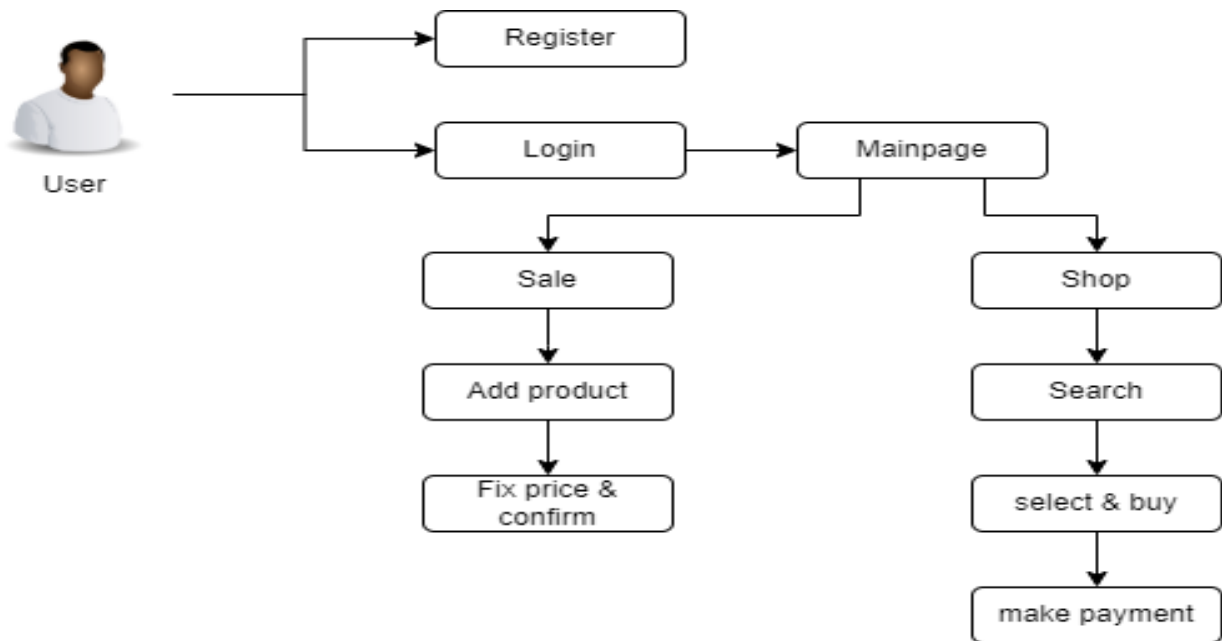 Register
Login
Mainpage
User
Sale
Shop
Add product
Search
Fix price &
confirm
select & buy
make payment